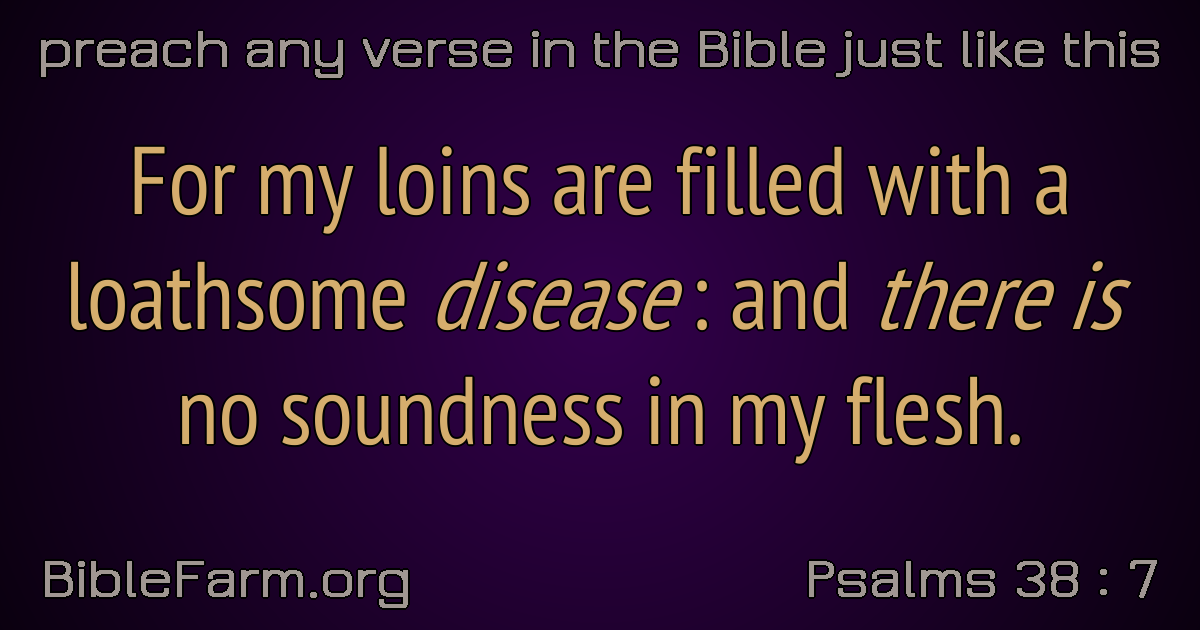 preach any verse in the Bible just like this
For my loins are filled with a
loathsome disease : and there is
no soundness in my flesh.
BibleFarm.org
Psalms 38 : 7